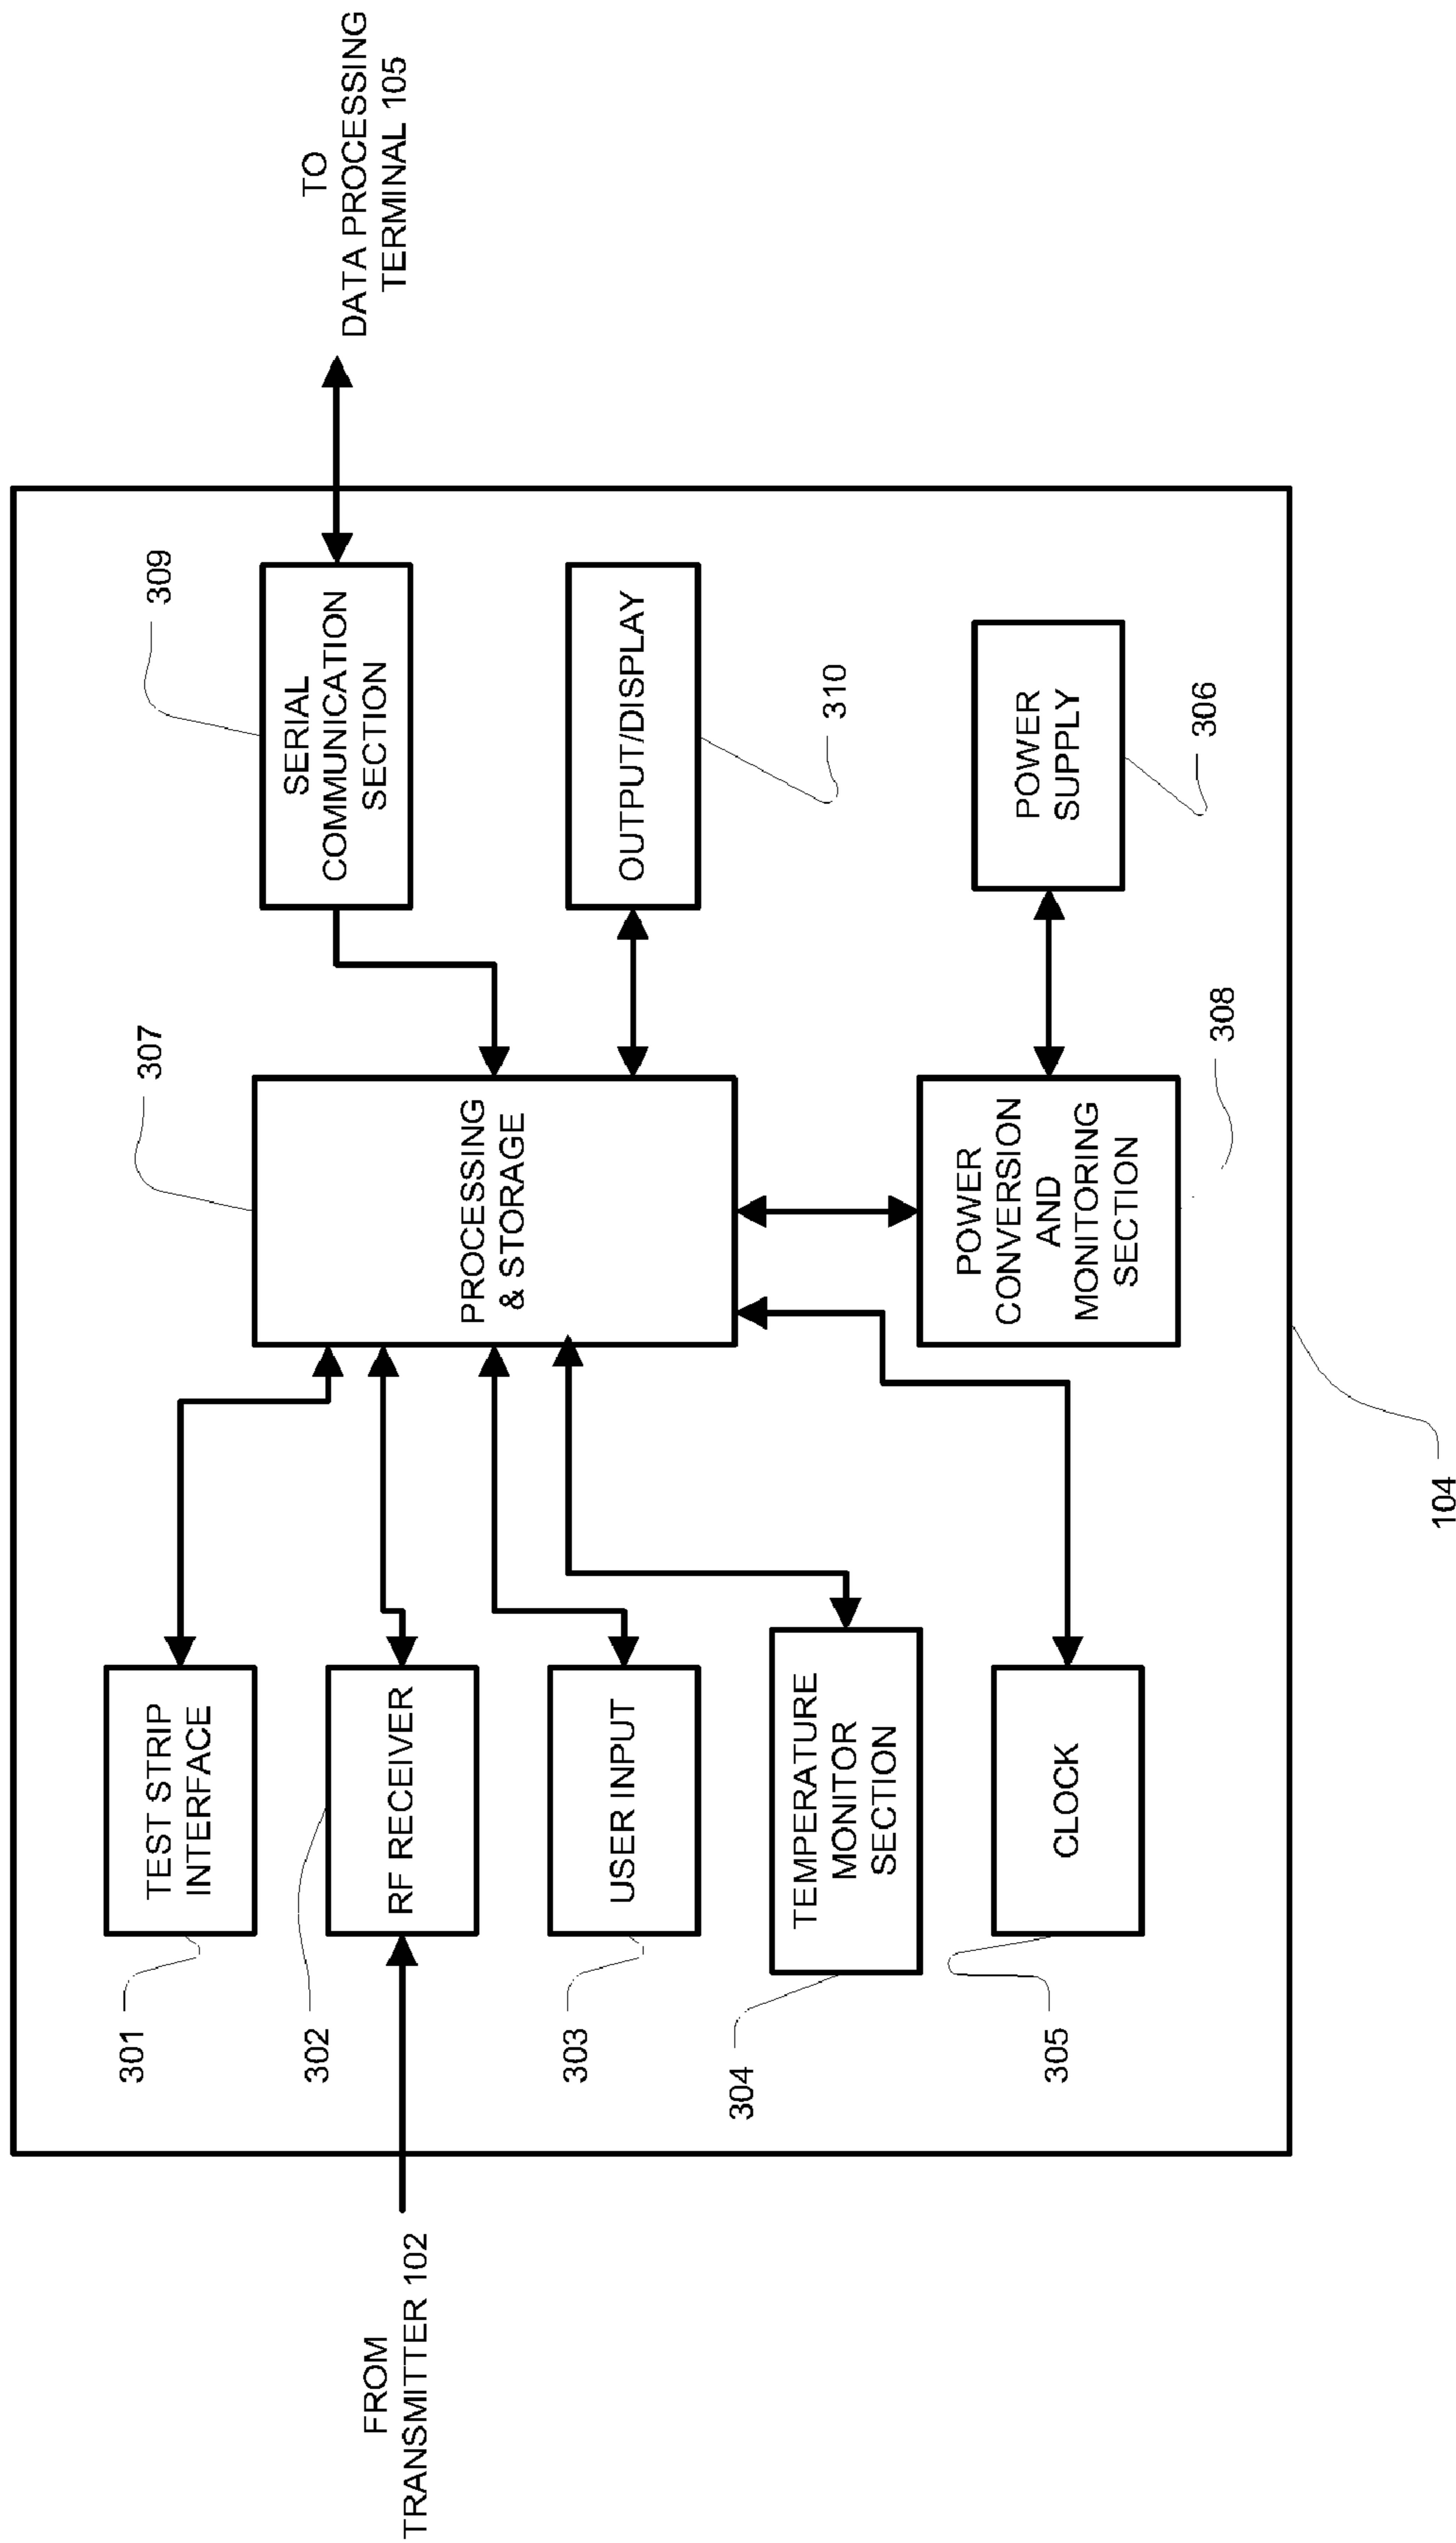 FROM
TRANSMITTER 102
301
TEST STRIP
INTERFACE
302
RF RECEIVER
303
USER INPUT
304
TEMPERATURE
MONITOR
SECTION
305
CLOCK
307
PROCESSING
& STORAGE
POWER
CONVERSION
AND
MONITORING
SECTION
308
309
SERIAL
COMMUNICATION
SECTION
OUTPUT/DISPLAY
310
POWER
SUPPLY
306
TO
DATA PROCESSING
TERMINAL 105
104